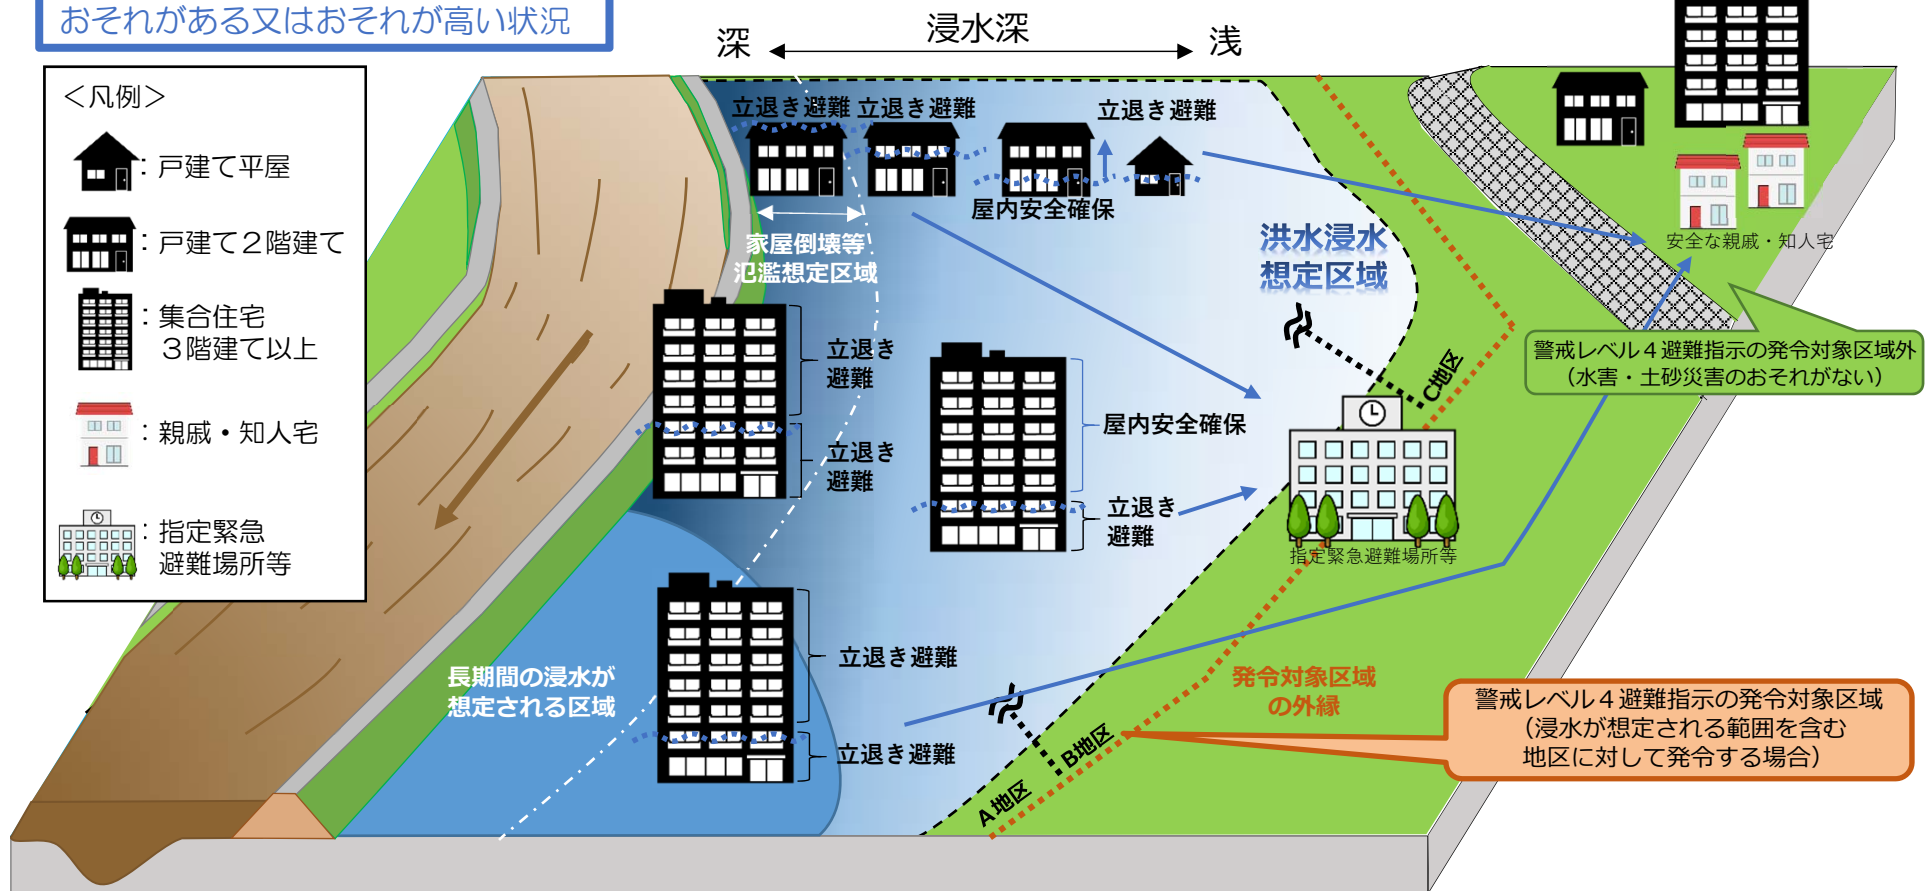 おそれがある又はおそれが高い状況
深
浸水深
浅
＜凡例＞
：戸建て平屋
：戸建て２階建て
：集合住宅
３階建て以上
：親戚・知人宅
：指定緊急
避難場所等
立退き避難
立退き避難
立退き避難
屋内安全確保
家屋倒壊等
氾濫想定区域
洪水浸水
想定区域
安全な親戚・知人宅
警戒レベル４避難指示の発令対象区域外
（水害・土砂災害のおそれがない）
立退き
避難
立退き
避難
屋内安全確保
立退き
避難
C地区
指定緊急避難場所等
長期間の浸水が
想定される区域
立退き避難
立退き避難
発令対象区域
の外縁
B地区
A地区
警戒レベル４避難指示の発令対象区域
（浸水が想定される範囲を含む
地区に対して発令する場合）